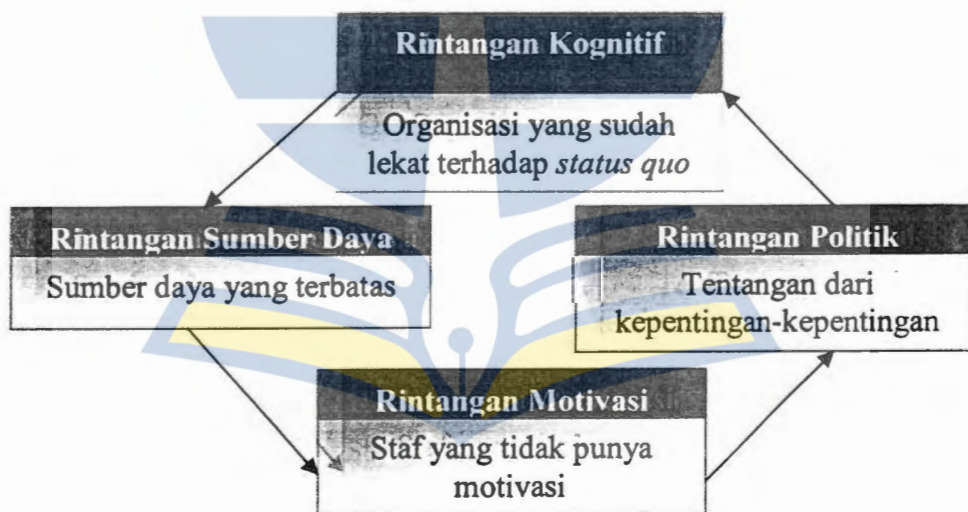 Rintangan Kognitif
Organisasi yang sudah
lekat terhadap status quo
Rintangan Sumber Daya
Sumber daya yang terbatas
Rintangan Politik
Tentangan dari
kepentingan-kepentingan
Rintangan Motivasi
Staf yang tidak punya
motivasi